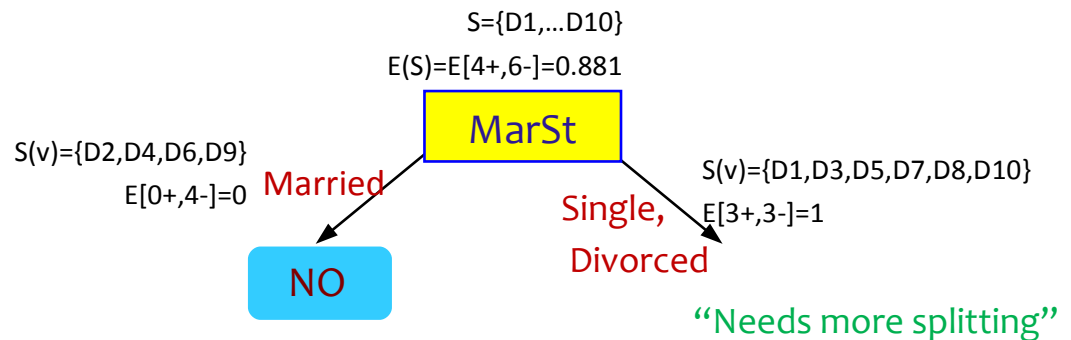 S={D1,...D10}
E(S)=E[4+,6-]=0.881
MarSt
S(v)={D2,D4,D6,D9}
E[0+,4-]=0
Married
NO
S(v)={D1,D3,D5,D7,D8,D10}
E[3+,3-]=1
Single,
Divorced
“Needs more splitting”